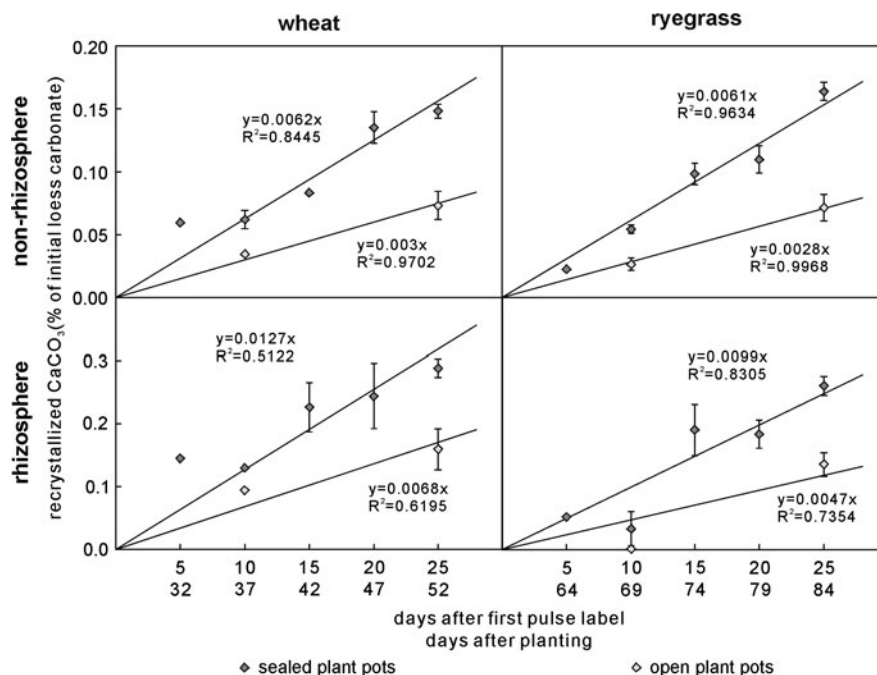 wheat
ryegrass
non-rhizosphere
rhizosphere
recrystallized CaCO₃(% of initial loess carbonate)
0.20
0.15
0.10
0.05
0.00
y=0.0062x
R²=0.8445
y=0.003x
R²=0.9702
y=0.0061x
R²=0.9634
y=0.0028x
R²=0.9968
0.3
0.2
0.1
0.0
y=0.0127x
R²=0.5122
y=0.0068x
R²=0.6195
y=0.0099x
R²=0.8305
y=0.0047x
R²=0.7354
5 10 15 20 25 5 10 15 20 25
32 37 42 47 52 64 69 74 79 84
days after first pulse label
days after planting
sealed plant pots open plant pots